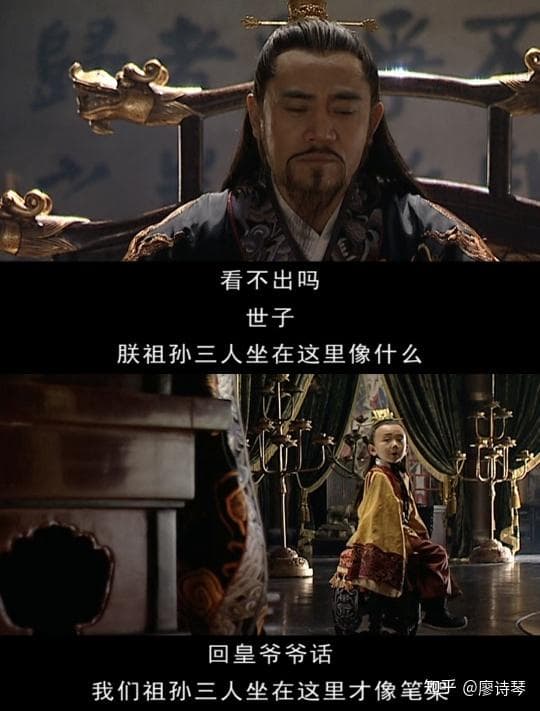 看不出吗
世子
朕祖孙三人坐在这里像什么
回皇爷爷话
我们祖孙三人坐在这里才像笔架
知乎 @廖诗琴